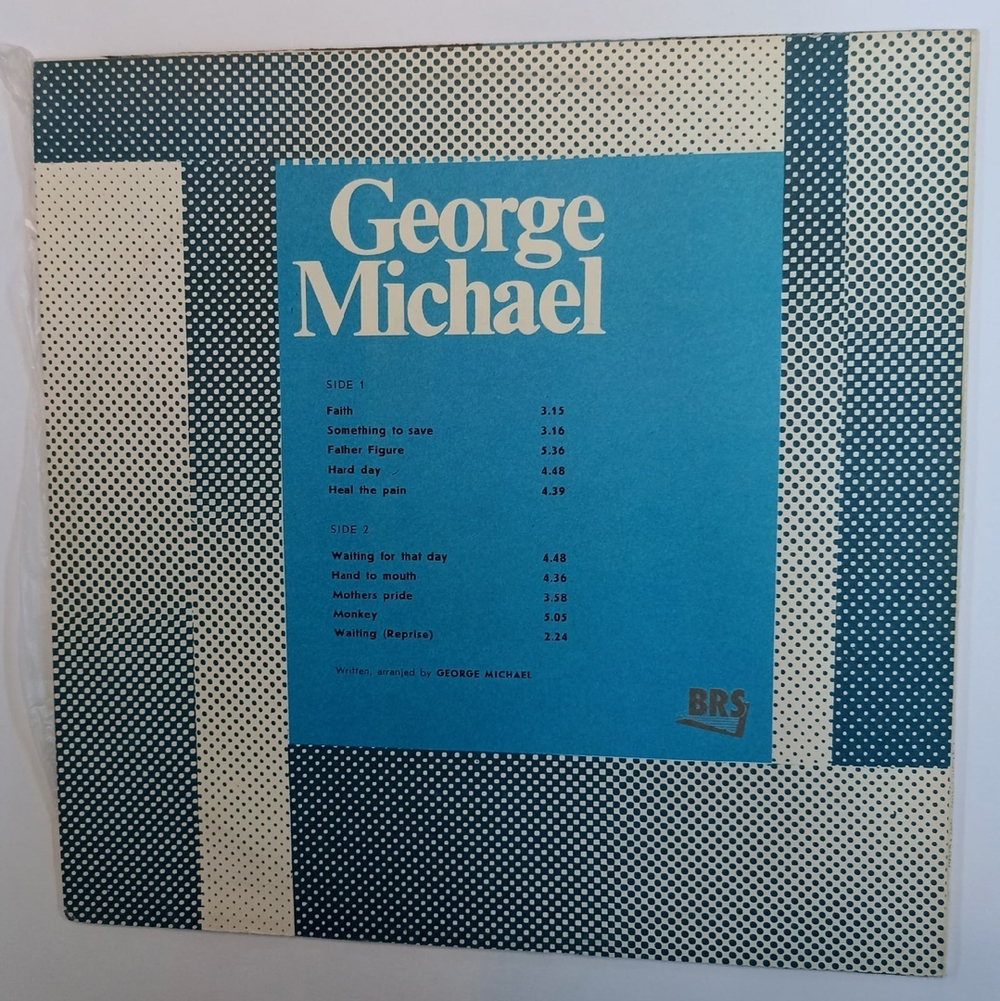 George
Michael
SIDE 1
Faith 3.15
Something to save 3.16
Father Figure 5.36
Hard day 4.48
Heal the pain 4.39
SIDE 2
Waiting for that day 4.48
Hand to mouth 4.36
Mothers pride 3.58
Monkey 5.05
Waiting (Reprise) 2.24
Written, arranjed by GEORGE MICHAEL
BRS